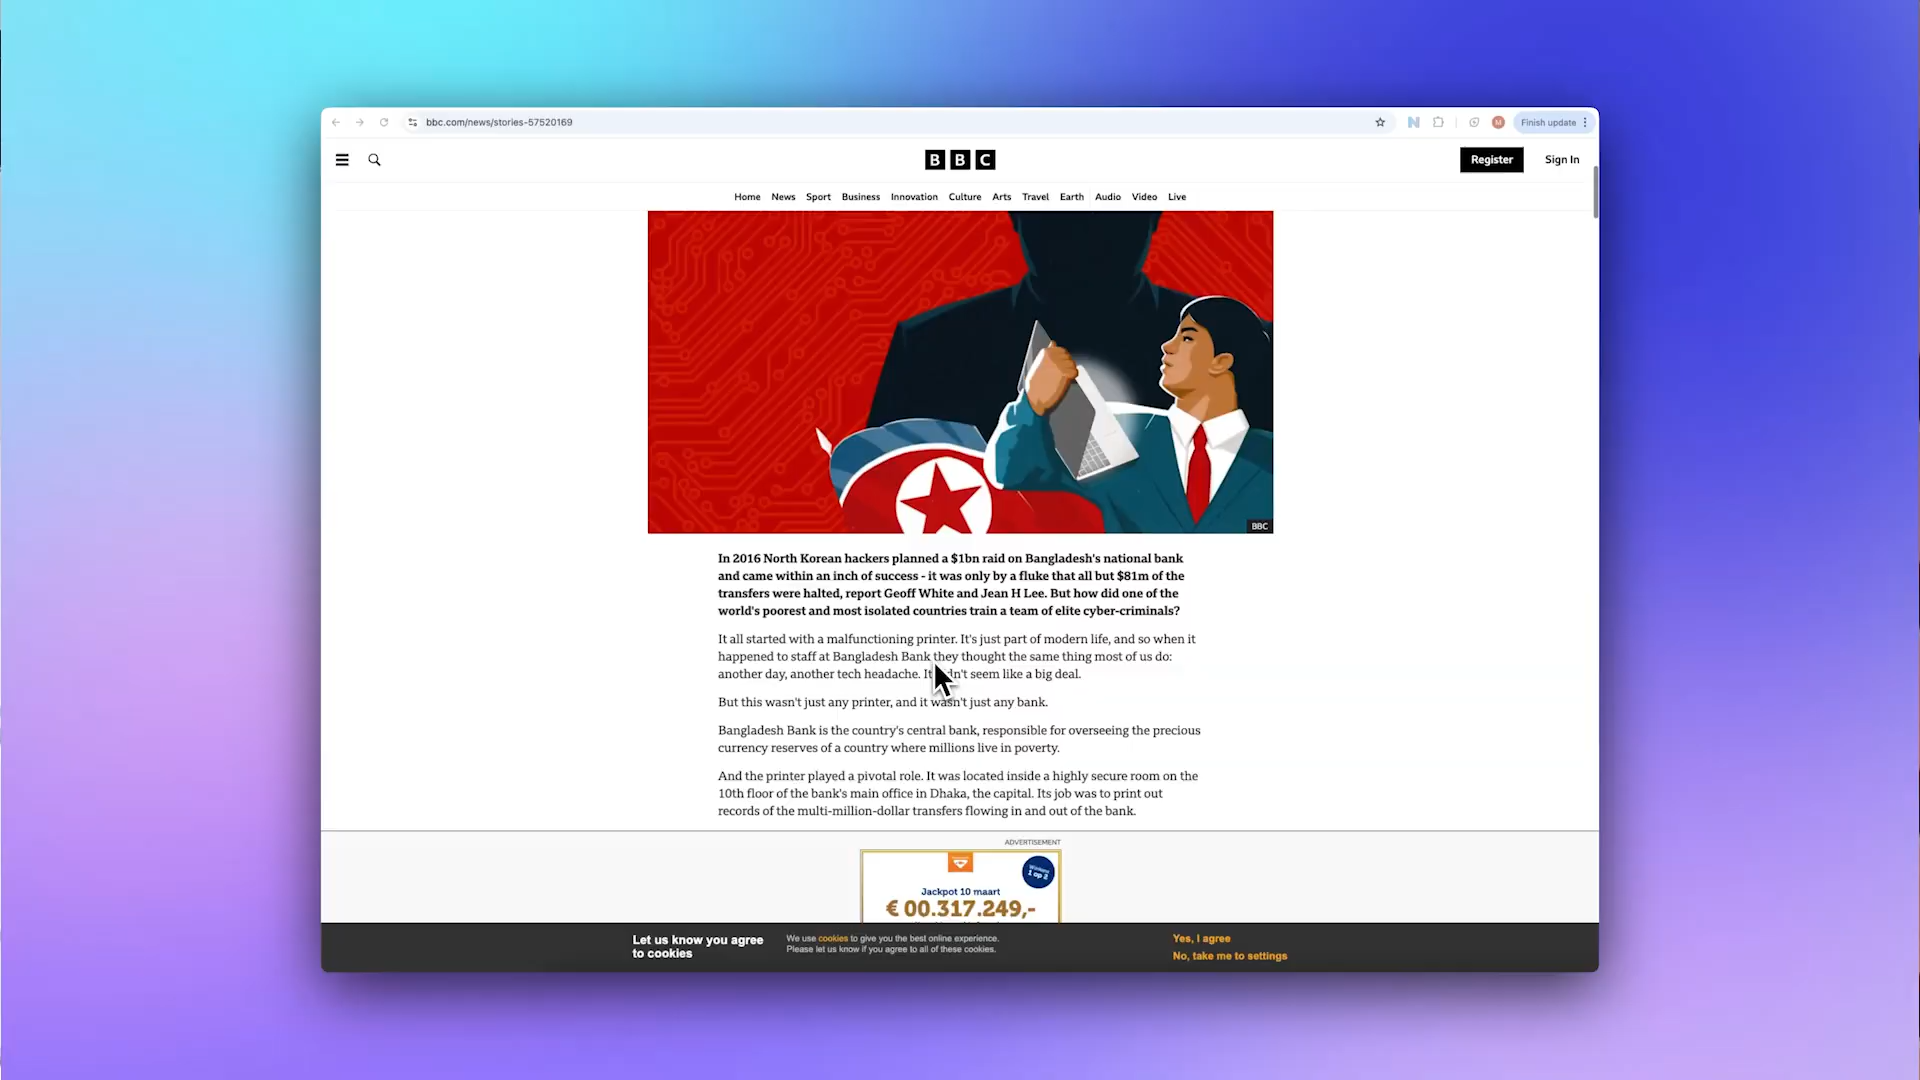 bbc.com/news/stories-57520169
Finish update
BBC
Register
Sign In
Home News Sport Business Innovation Culture Arts Travel Earth Audio Video Live
BBC
In 2016 North Korean hackers planned a $1bn raid on Bangladesh's national bank
and came within an inch of success - it was only by a fluke that all but $81m of the
transfers were halted, report Geoff White and Jean H Lee. But how did one of the
world's poorest and most isolated countries train a team of elite cyber-criminals?
It all started with a malfunctioning printer. It's just part of modern life, and so when it
happened to staff at Bangladesh Bank they thought the same thing most of us do:
another day, another tech headache. seem like a big deal.
But this wasn't just any printer, and it wasn't just any bank.
Bangladesh Bank is the country's central bank, responsible for overseeing the precious
currency reserves of a country where millions live in poverty.
And the printer played a pivotal role. It was located inside a highly secure room on the
10th floor of the bank's main office in Dhaka, the capital. Its job was to print out
records of the multi-million-dollar transfers flowing in and out of the bank.
ADVERTISEMENT
1 op 2
Jackpot 10 maart
€ 00.317.249,-
Let us know you agree
to cookies
We use cookies to give you the best online experience.
Please let us know if you agree to all of these cookies.
Yes, I agree
No, take me to settings